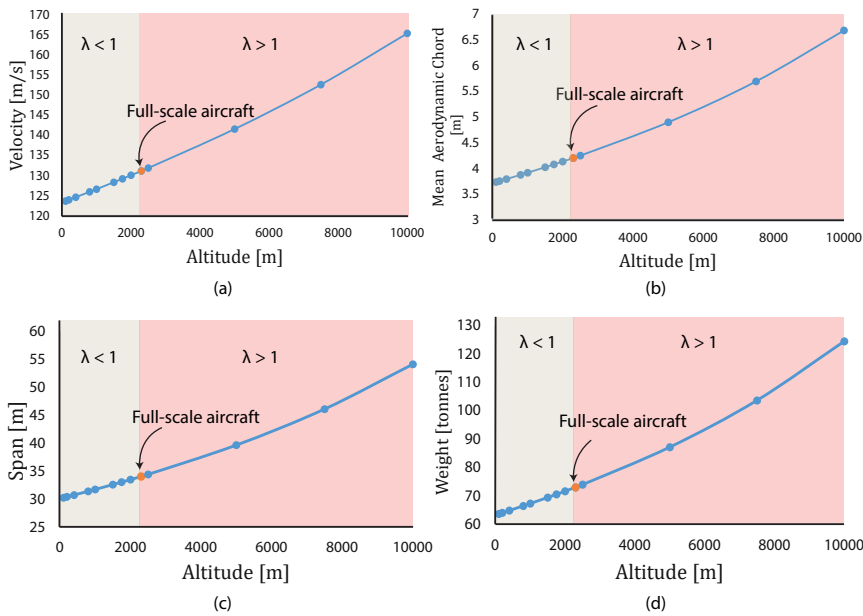 170
165
160
155
150
145
140
135
130
125
120
Velocity [m/s]
λ < 1
λ > 1
Full-scale aircraft
0
2000
4000
6000
8000
10000
Altitude [m]
(a)
7
6.5
6
5.5
5
4.5
4
3.5
3
Mean Aerodynamic Chord
[m]
λ < 1
λ > 1
Full-scale aircraft
0
2000
4000
6000
8000
10000
Altitude [m]
(b)
60
55
50
45
40
35
30
25
Span [m]
λ < 1
λ > 1
Full-scale aircraft
0
2000
4000
6000
8000
10000
Altitude [m]
(c)
130
120
110
100
90
80
70
60
Weight [tonnes]
λ < 1
λ > 1
Full-scale aircraft
0
2000
4000
6000
8000
10000
Altitude [m]
(d)